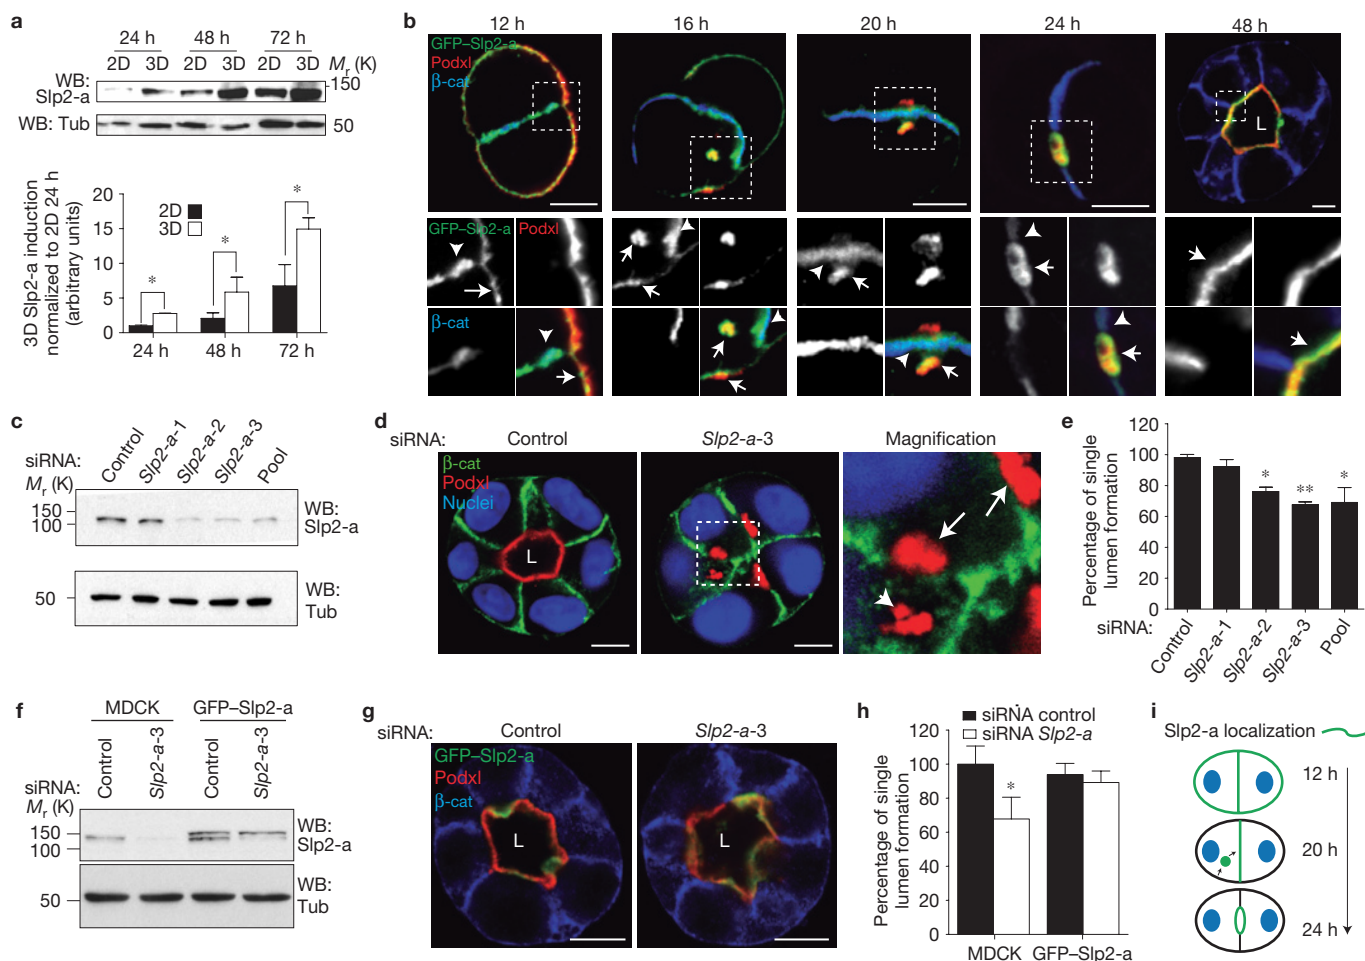 a
24 h 48 h 72 h
2D 3D 2D 3D 2D 3D Mr (K)
WB:
Slp2-a
150
WB: Tub
50
3D Slp2-a induction
normalized to 2D 24 h
(arbitrary units)
20
15
10
5
0
2D
3D
* * *
24 h 48 h 72 h
b
12 h 16 h 20 h 24 h 48 h
GFP–Slp2-a
Podxl
β-cat
L
GFP–Slp2-a Podxl
β-cat
c
siRNA:
Control Slp2-a-1 Slp2-a-2 Slp2-a-3 Pool
Mr (K)
150
100
WB:
Slp2-a
50
WB:
Tub
d
siRNA: Control Slp2-a-3 Magnification
β-cat
Podxl
Nuclei
L
e
Percentage of single
lumen formation
120
100
80
60
40
20
0
* ** *
siRNA:
Control Slp2-a-1 Slp2-a-2 Slp2-a-3 Pool
f
MDCK GFP–Slp2-a
siRNA:
Control Slp2-a-3 Control Slp2-a-3
Mr (K)
150
100
WB:
Slp2-a
50
WB:
Tub
g
siRNA: Control Slp2-a-3
GFP–Slp2-a
Podxl
β-cat
L L
h
siRNA control
siRNA Slp2-a
Percentage of single
lumen formation
120
100
80
60
40
20
0
*
MDCK GFP–Slp2-a
i
Slp2-a localization
12 h
20 h
24 h